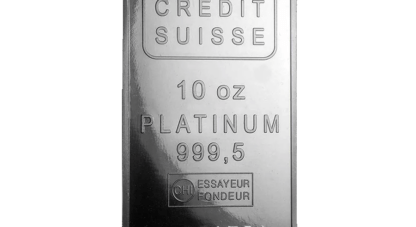 CREDIT
SUISSE
10 oz
PLATINUM
999,5
CHI ESSAYEUR
FONDEUR